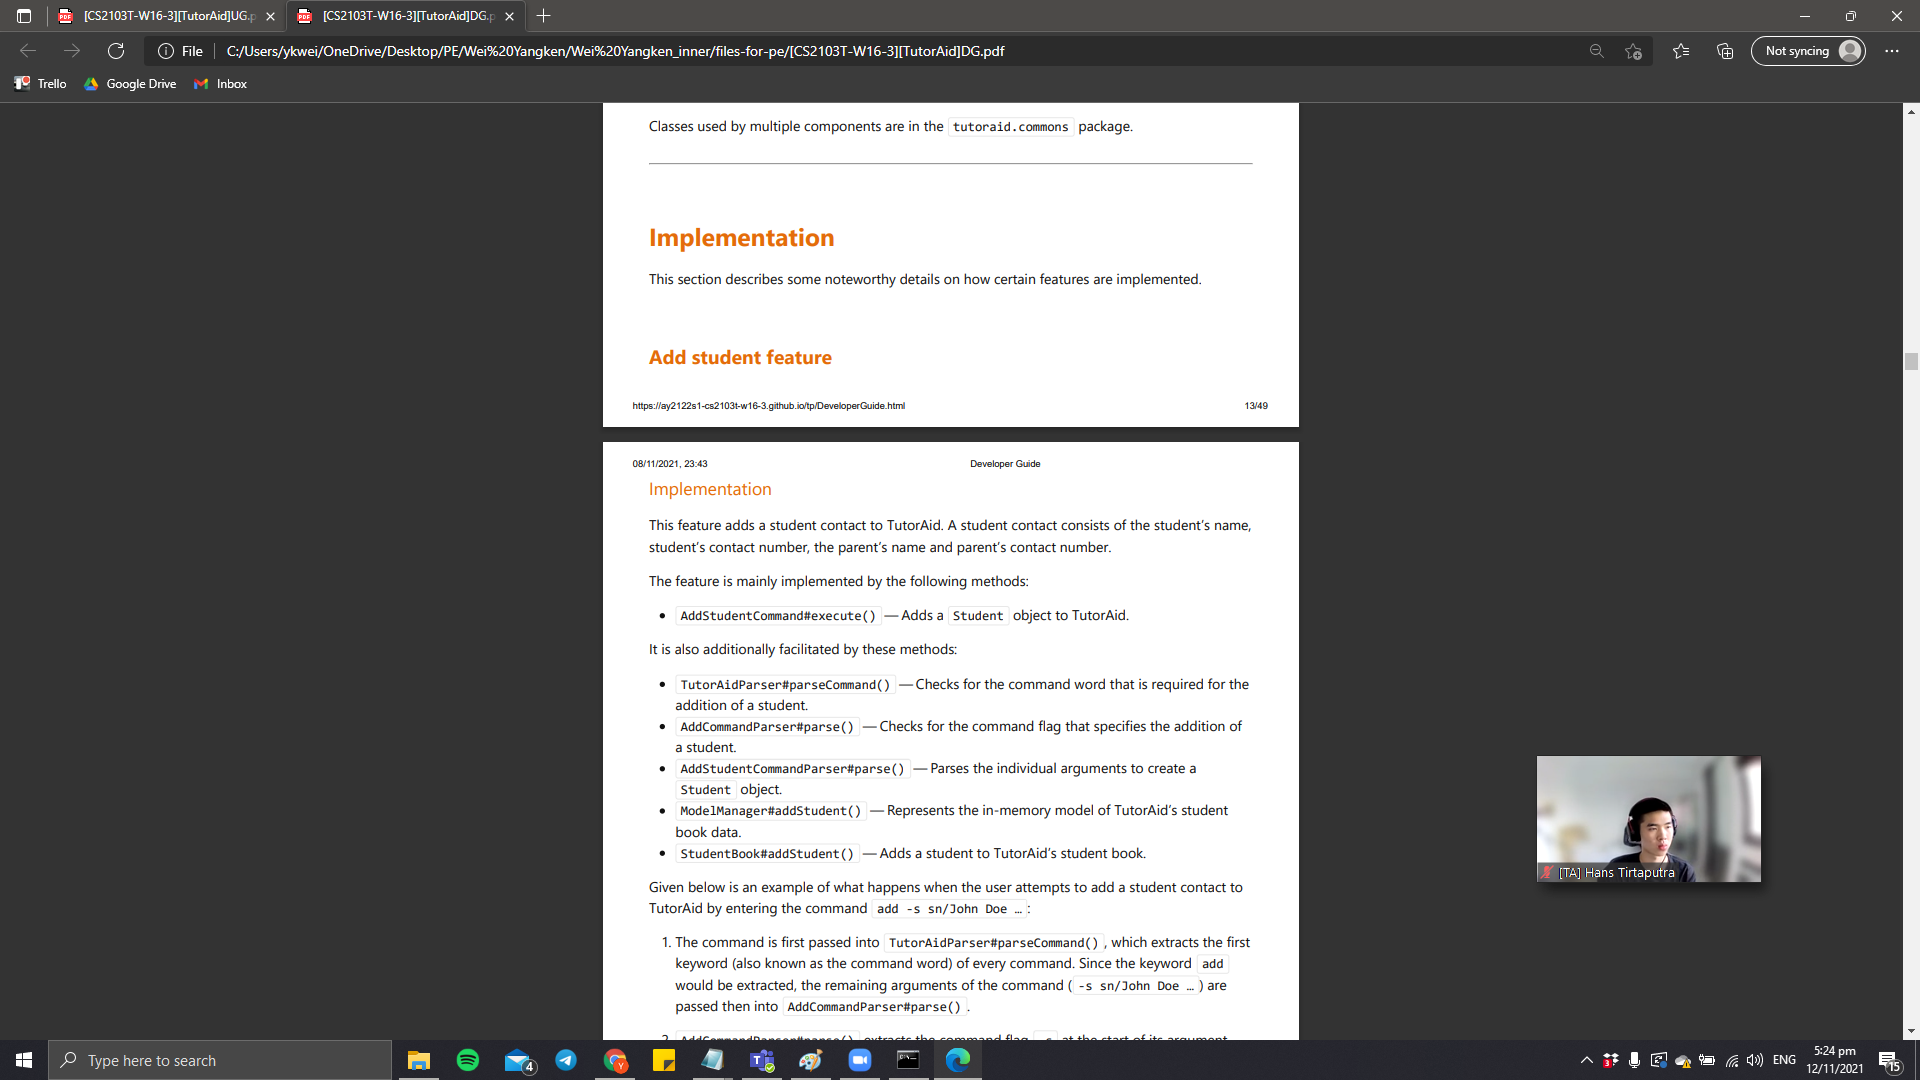 [CS2103T-W16-3][TutorAid]UG.p
[CS2103T-W16-3][TutorAid]DG.p
File
C:/Users/ykwei/OneDrive/Desktop/PE/Wei%20Yangken/Wei%20Yangken_inner/files-for-pe/[CS2103T-W16-3][TutorAid]DG.pdf
Not syncing
Trello
Google Drive
Inbox
Classes used by multiple components are in the tutoraid.commons package.
Implementation
This section describes some noteworthy details on how certain features are implemented.
Add student feature
https://ay2122s1-cs2103t-w16-3.github.io/tp/DeveloperGuide.html 13/49
08/11/2021, 23:43 Developer Guide
Implementation
This feature adds a student contact to TutorAid. A student contact consists of the student's name,
student's contact number, the parent's name and parent's contact number.
The feature is mainly implemented by the following methods:
• AddStudentCommand#execute() — Adds a Student object to TutorAid.
It is also additionally facilitated by these methods:
• TutorAidParser#parseCommand() — Checks for the command word that is required for the
addition of a student.
• AddCommandParser#parse() — Checks for the command flag that specifies the addition of
a student.
• AddStudentCommandParser#parse() — Parses the individual arguments to create a
Student object.
• ModelManager#addStudent() — Represents the in-memory model of TutorAid's student
book data.
• StudentBook#addStudent() — Adds a student to TutorAid's student book.
Given below is an example of what happens when the user attempts to add a student contact to
TutorAid by entering the command add -s sn/John Doe … :
1. The command is first passed into TutorAidParser#parseCommand() , which extracts the first
keyword (also known as the command word) of every command. Since the keyword add
would be extracted, the remaining arguments of the command ( -s sn/John Doe … ) are
passed then into AddCommandParser#parse() .
2. AddCommandParser#parse() extracts the command flag -s at the start of its argument
[TA] Hans Tirtaputra
Type here to search
4
ENG
5:24 pm
12/11/2021
15